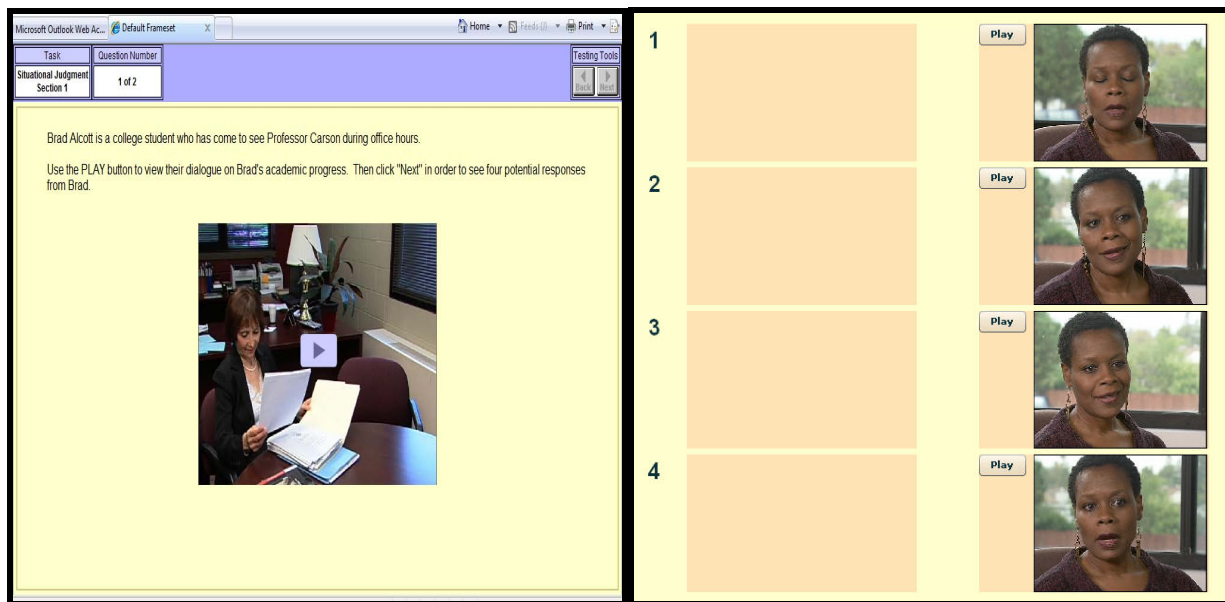 Microsoft Outlook Web Ac...
Default Frameset
X
Home
Feeds (J)
Print
Task
Question Number
Testing Tools
Situational Judgment
Section 1
1 of 2
Back
Next
Brad Alcott is a college student who has come to see Professor Carson during office hours.
Use the PLAY button to view their dialogue on Brad's academic progress. Then click "Next" in order to see four potential responses
from Brad.
1
Play
2
Play
3
Play
4
Play